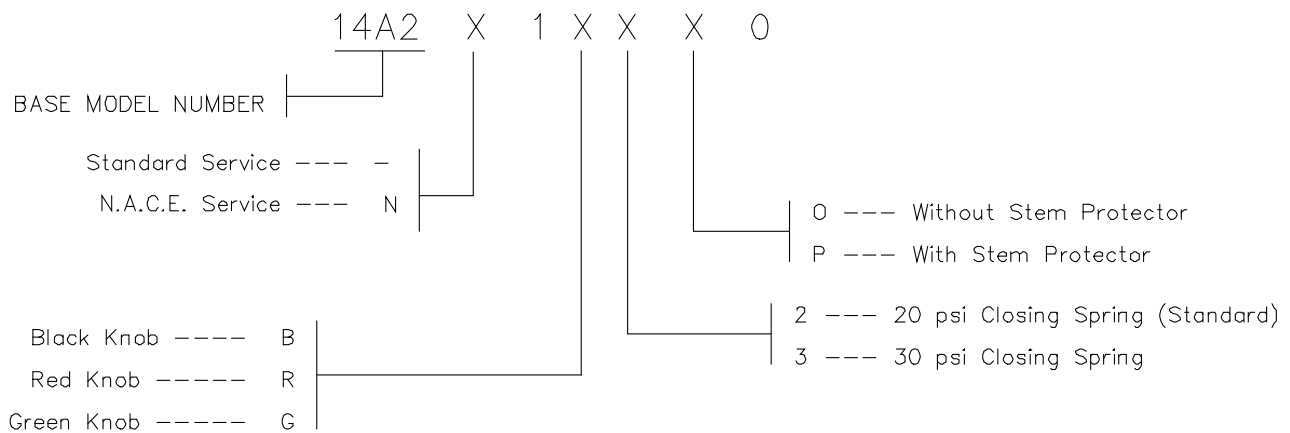 14A2 X 1 X X X O
BASE MODEL NUMBER
Standard Service --- -
N.A.C.E. Service --- N
O --- Without Stem Protector
P --- With Stem Protector
2 --- 20 psi Closing Spring (Standard)
3 --- 30 psi Closing Spring
Black Knob ---- B
Red Knob ----- R
Green Knob ----- G